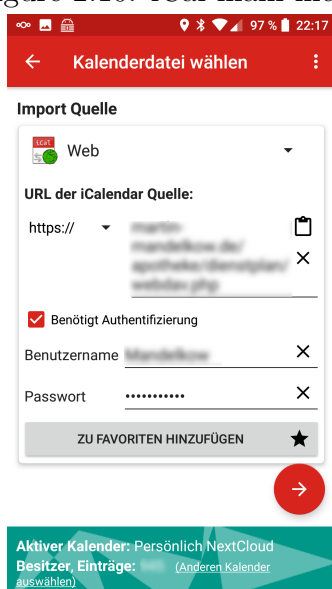 97 % 22:17
Kalenderdatei wählen
Import Quelle
iCal
Web
URL der iCalendar Quelle:
https://
Benötigt Authentifizierung
Benutzername
Passwort •••••••••••
ZU FAVORITEN HINZUFÜGEN
Aktiver Kalender: Persönlich NextCloud
Besitzer, Einträge: (Anderen Kalender
auswählen)